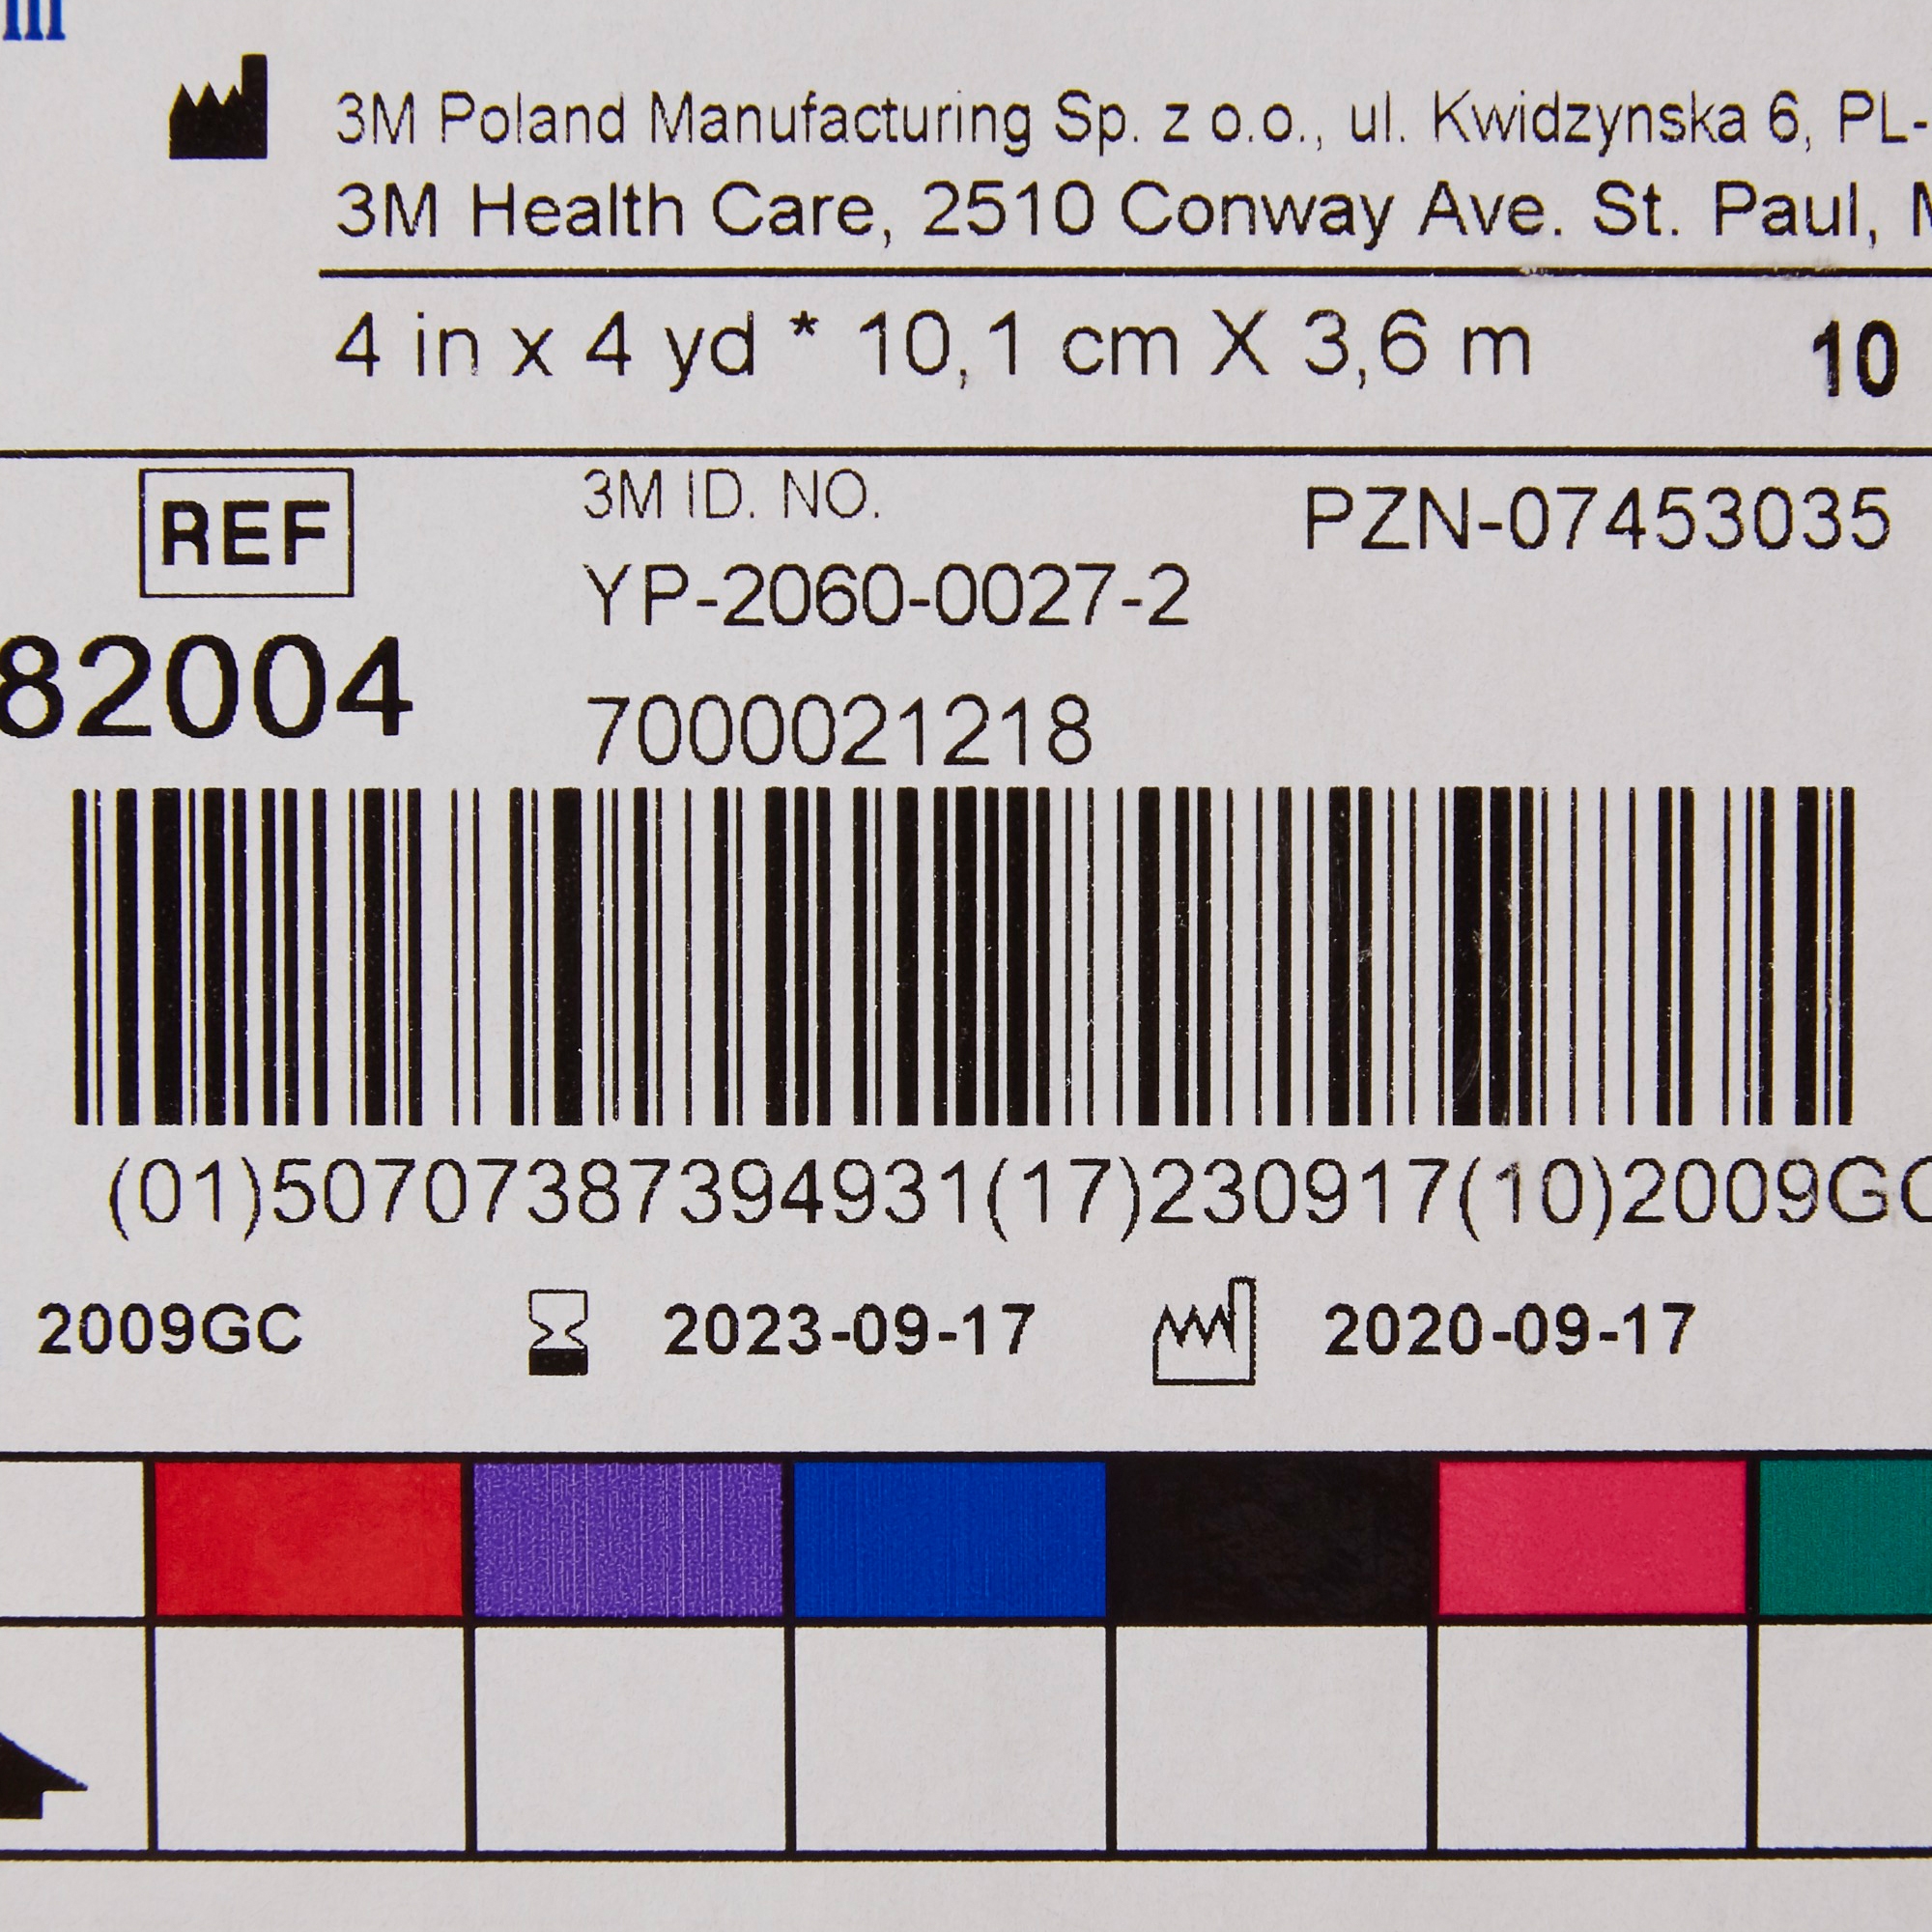 3M Poland Manufacturing Sp. z o.o., ul. Kwidzynska 6, PL-
3M Health Care, 2510 Conway Ave. St. Paul,
4 in x 4 yd * 10,1 cm X 3,6 m 10
REF 3M ID. NO. PZN-07453035
YP-2060-0027-2
82004 7000021218
(01)50707387394931(17)230917(10)2009GC
2009GC 2023-09-17 2020-09-17